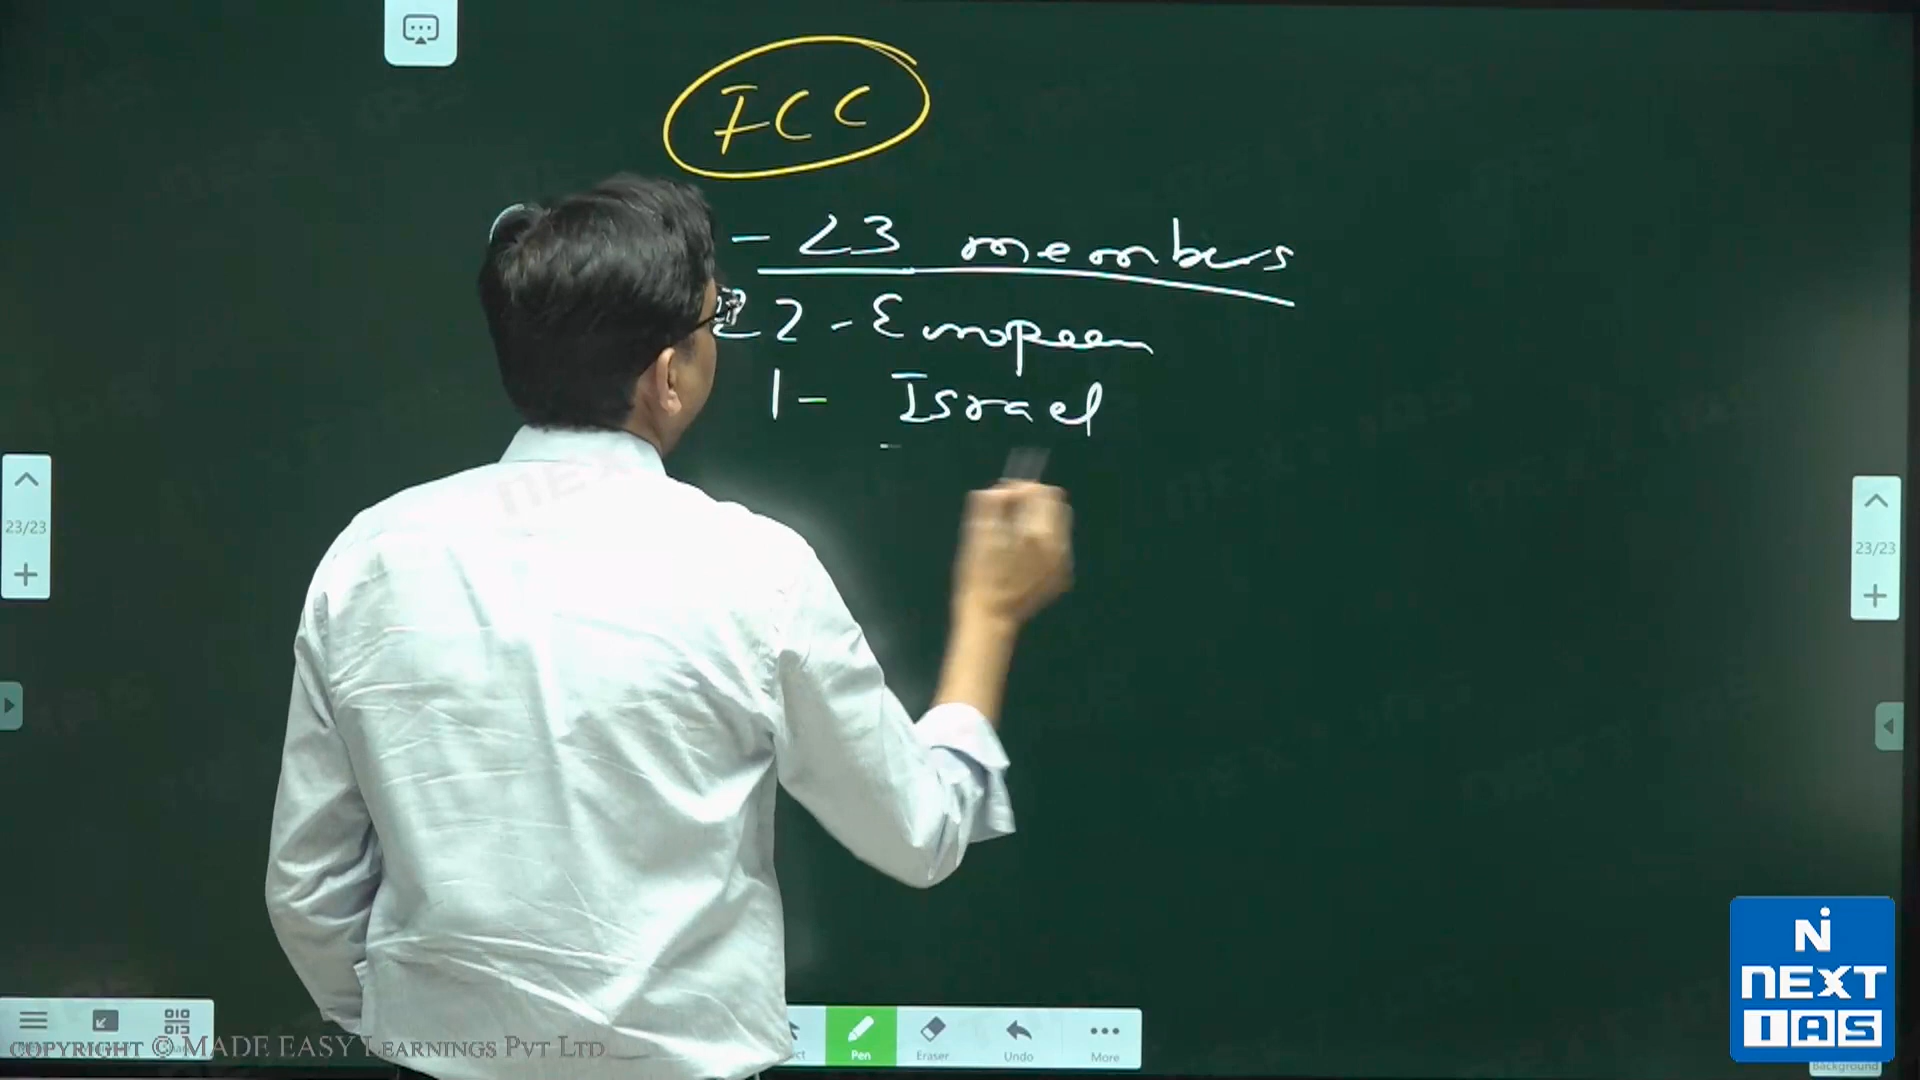 FCC
- 23 members
22 - European
1 - Israel
23/23
23/23
Pen
Eraser
Undo
More
Background
COPYRIGHT © MADE EASY LEARNINGS PVT LTD
NEXT
IAS